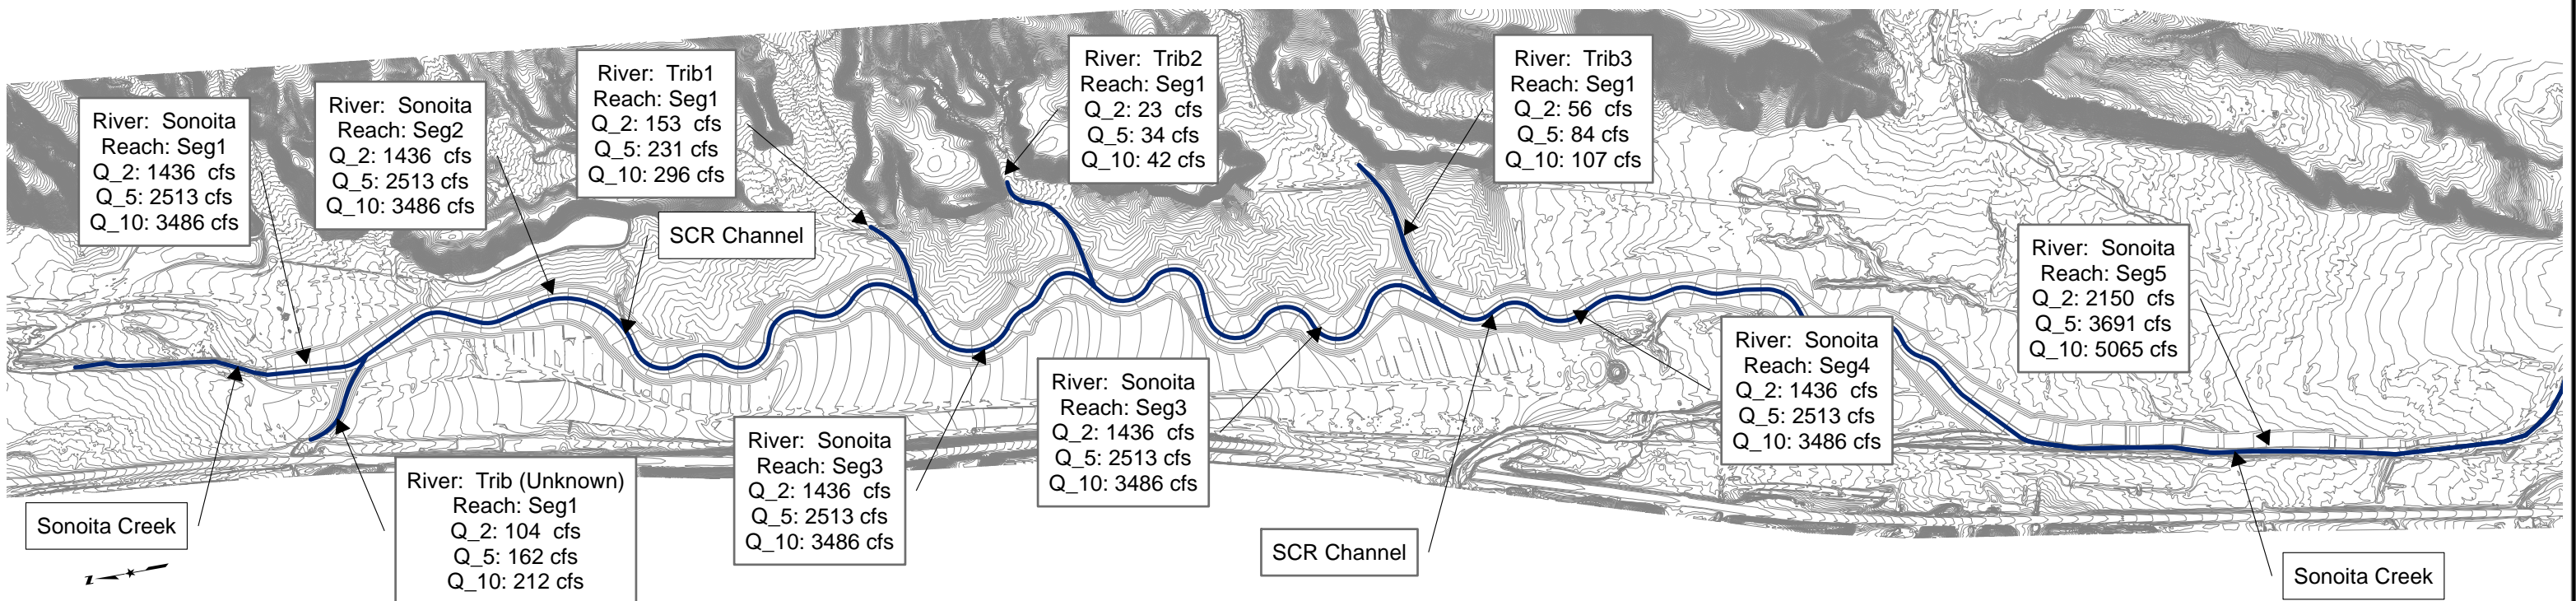 River:  Sonoita
Reach: Seg1
Q_2: 1436  cfs
Q_5: 2513 cfs
Q_10: 3486 cfs
River:  Sonoita
Reach: Seg2
Q_2: 1436  cfs
Q_5: 2513 cfs
Q_10: 3486 cfs
River:  Trib1
Reach: Seg1
Q_2: 153  cfs
Q_5: 231 cfs
Q_10: 296 cfs
SCR Channel
River:  Trib2
Reach: Seg1
Q_2: 23  cfs
Q_5: 34 cfs
Q_10: 42 cfs
River:  Trib3
Reach: Seg1
Q_2: 56  cfs
Q_5: 84 cfs
Q_10: 107 cfs
River:  Sonoita
Reach: Seg5
Q_2: 2150  cfs
Q_5: 3691 cfs
Q_10: 5065 cfs
Sonoita Creek
z
River:  Trib (Unknown)
Reach: Seg1
Q_2: 104  cfs
Q_5: 162 cfs
Q_10: 212 cfs
River:  Sonoita
Reach: Seg3
Q_2: 1436  cfs
Q_5: 2513 cfs
Q_10: 3486 cfs
River:  Sonoita
Reach: Seg3
Q_2: 1436  cfs
Q_5: 2513 cfs
Q_10: 3486 cfs
SCR Channel
River:  Sonoita
Reach: Seg4
Q_2: 1436  cfs
Q_5: 2513 cfs
Q_10: 3486 cfs
Sonoita Creek